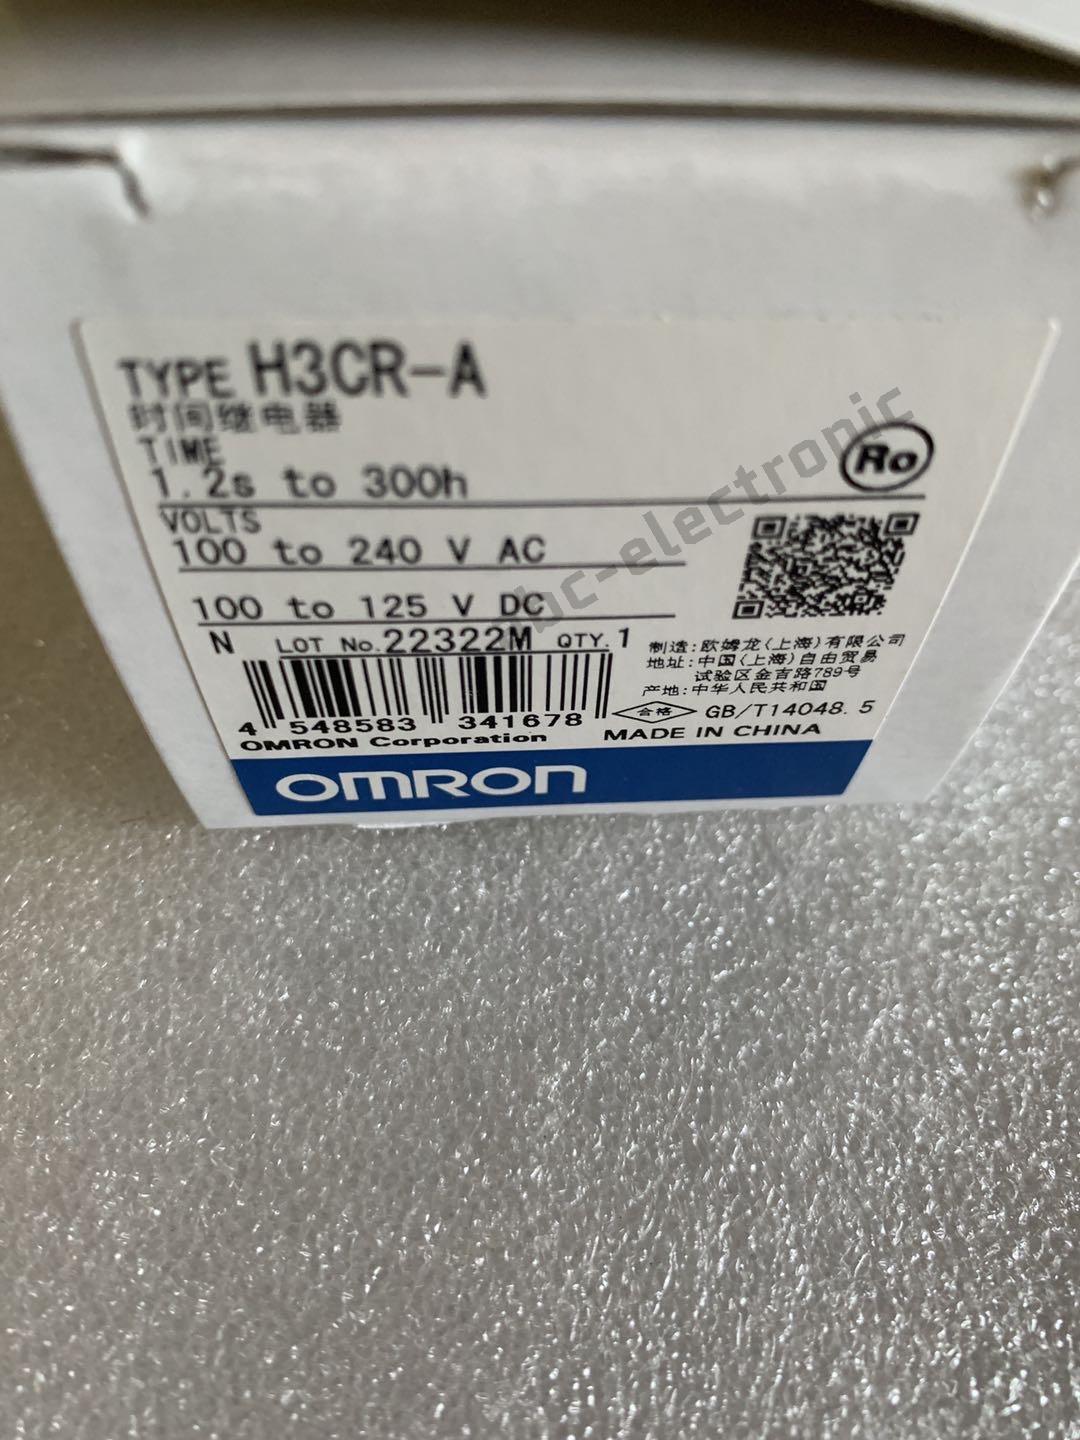 TYPE H3CR-A
时间继电器
TIME
1.2s to 300h
Ro
VOLTS
100 to 240 V AC
100 to 125 V DC
N LOT No.22322M QTY.1
4 548583 341678
OMRON Corporation
制造:欧姆龙(上海)有限公司
地址:中国(上海)自由贸易
试验区金吉路789号
产地:中华人民共和国
合格 GB/T14048.5
MADE IN CHINA
OMRON
bc-electronic